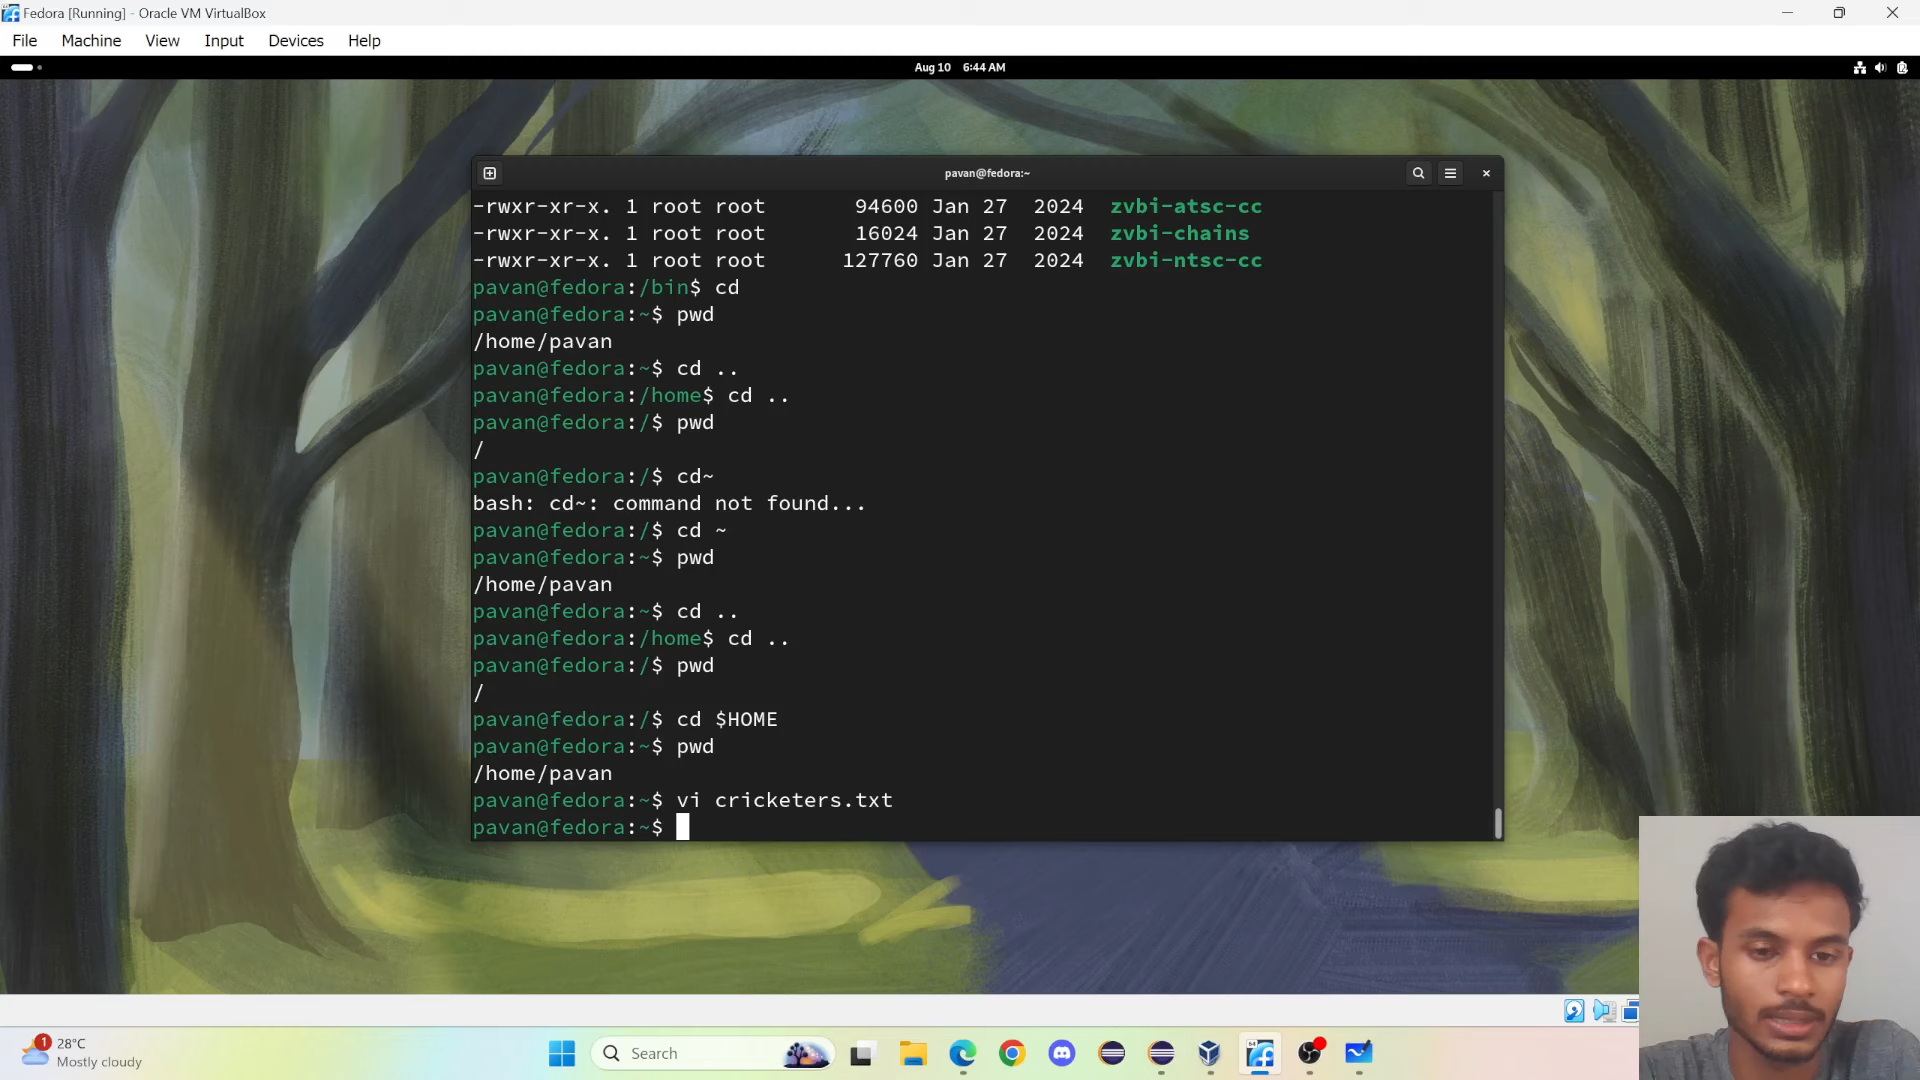 Fedora [Running] - Oracle VM VirtualBox
File Machine View Input Devices Help
Aug 10 6:44 AM
pavan@fedora:~
-rwxr-xr-x. 1 root root 94600 Jan 27 2024 zvbi-atsc-cc
-rwxr-xr-x. 1 root root 16024 Jan 27 2024 zvbi-chains
-rwxr-xr-x. 1 root root 127760 Jan 27 2024 zvbi-ntsc-cc
pavan@fedora:/bin$ cd
pavan@fedora:~$ pwd
/home/pavan
pavan@fedora:~$ cd ..
pavan@fedora:/home$ cd ..
pavan@fedora:/$ pwd
/
pavan@fedora:/$ cd~
bash: cd~: command not found...
pavan@fedora:/$ cd ~
pavan@fedora:~$ pwd
/home/pavan
pavan@fedora:~$ cd ..
pavan@fedora:/home$ cd ..
pavan@fedora:/$ pwd
/
pavan@fedora:/$ cd $HOME
pavan@fedora:~$ pwd
/home/pavan
pavan@fedora:~$ vi cricketers.txt
pavan@fedora:~$
1
28°C
Mostly cloudy
Search